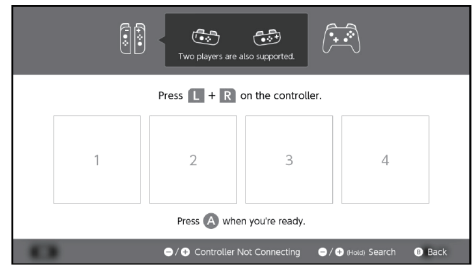 Two players are also supported.
Press L + R on the controller.
1 2 3 4
Press A when you're ready.
−/+ Controller Not Connecting −/+ (Hold) Search B Back